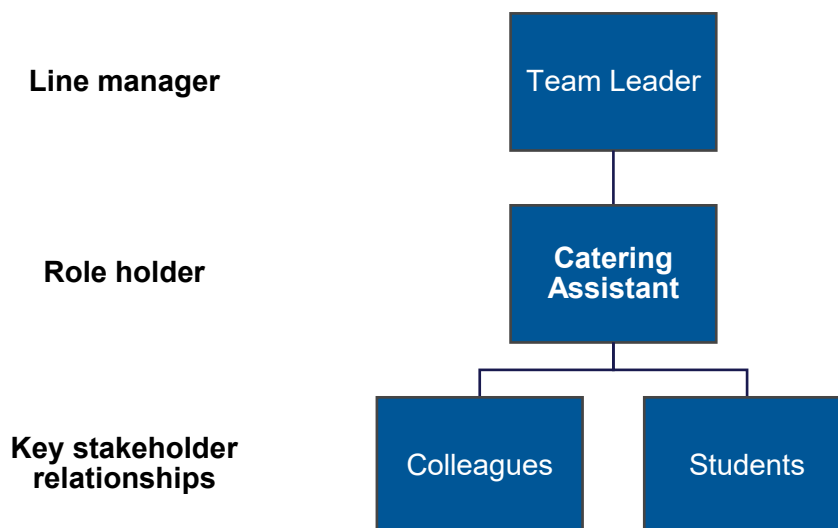 Line manager
Team Leader
Role holder
Catering
Assistant
Key stakeholder
relationships
Colleagues
Students